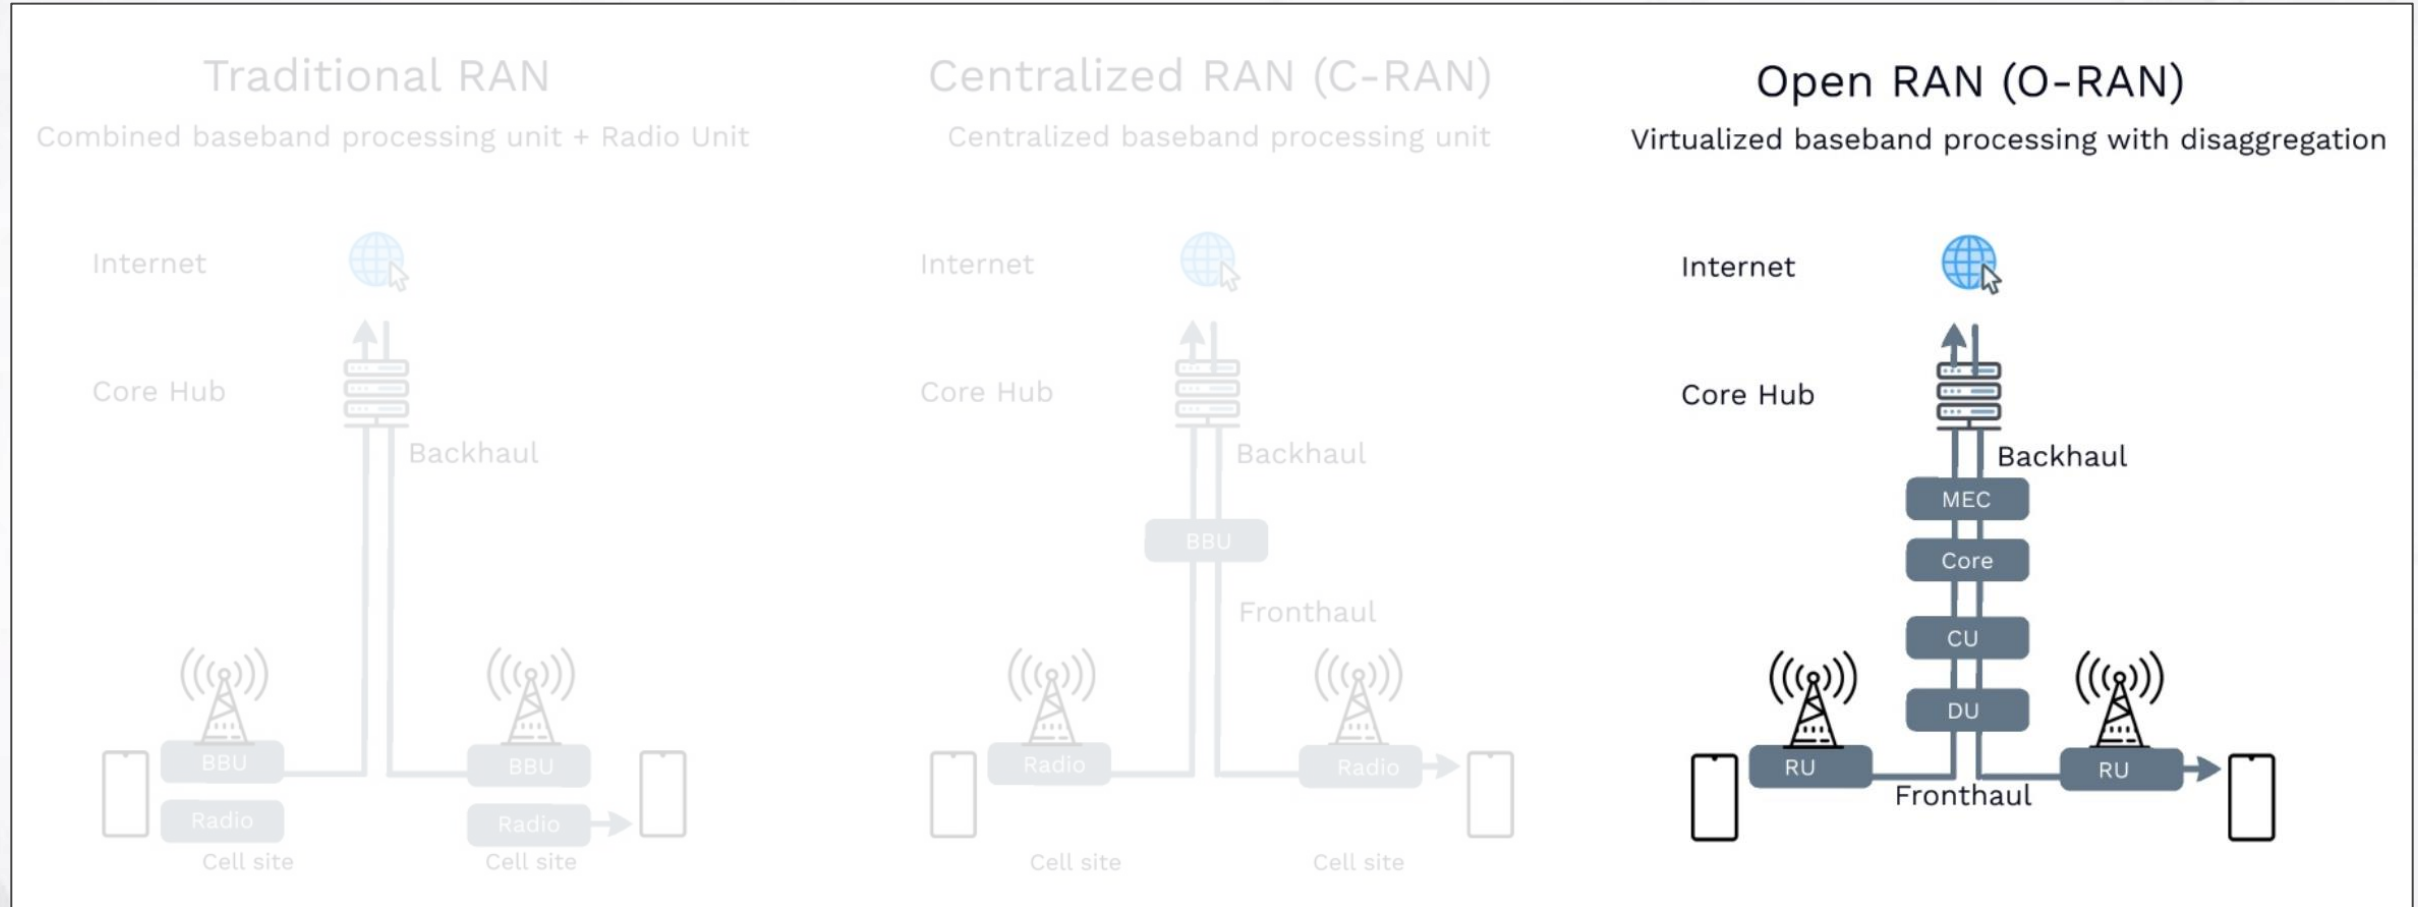 Traditional RAN
Combined baseband processing unit + Radio Unit
Internet
Core Hub
Backhaul
BBU
BBU
Radio
Radio
Cell site
Cell site
Centralized RAN (C-RAN)
Centralized baseband processing unit
Internet
Core Hub
Backhaul
BBU
Fronthaul
Radio
Radio
Cell site
Cell site
Open RAN (O-RAN)
Virtualized baseband processing with disaggregation
Internet
Core Hub
Backhaul
MEC
Core
CU
DU
RU
RU
Fronthaul